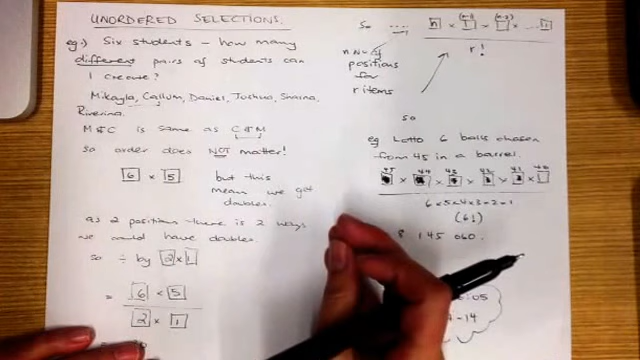 UNORDERED SELECTIONS.
eg:) Six students - how many
different pairs of students can
I create?
Mikayla, Callum, Daniel, Joshua,
Riverina.
M & C is same as C & M
so order does NOT matter!
6 × 5
but this
mean we get
doubles.
as 2 positions there is 2 ways
we could have doubles.
so ÷ by 2 × 1
= 6 × 5
2 × 1
so
n × (n-1) × (n-2) × ... 1
r!
positions
for
r items
so
eg Lotto 6 balls chosen
from 45 in a barrel.
45 × 44 × 43 × × 41 × 40
6 × 5 × 4 × 3 × 2 × 1
(6!)
8 145 060.
:05
-14